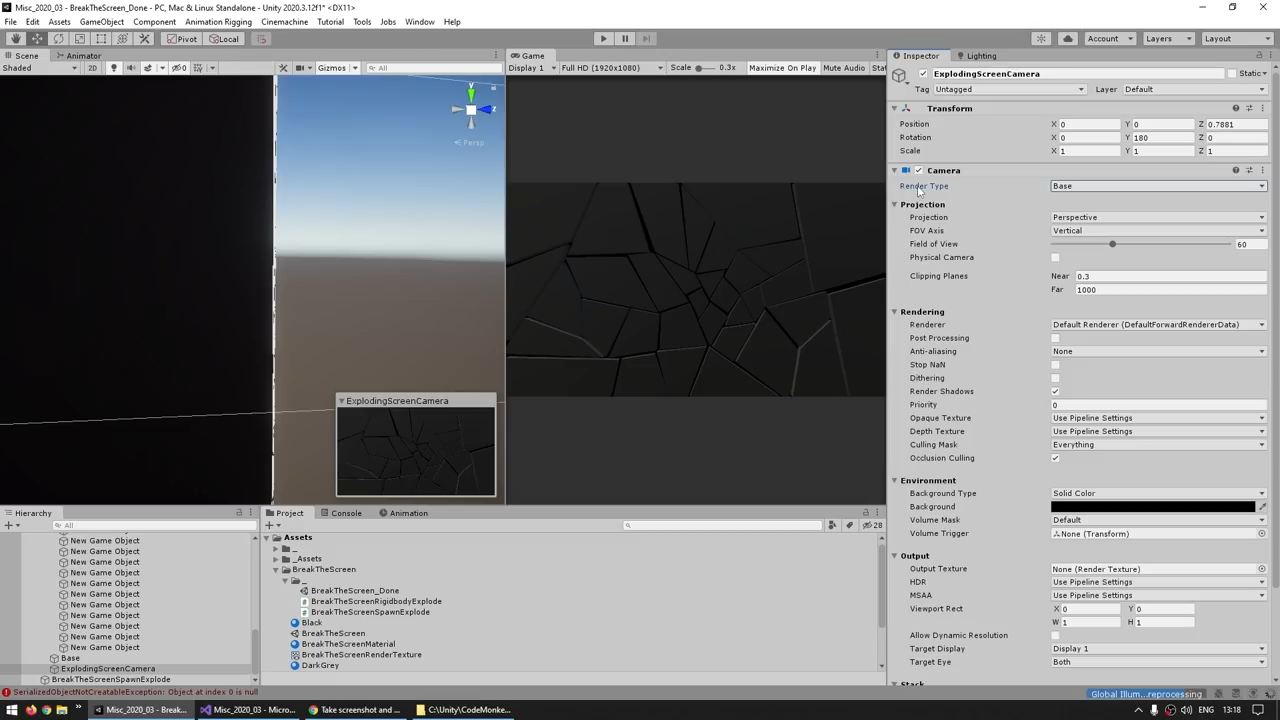 Misc_2020_03 - BreakTheScreen_Done - PC, Mac & Linux Standalone - Unity 2020.3.12f1* <DX11>
File Edit Assets GameObject Component Animation Rigging Cinemachine Tutorial Tools Jobs Window Help
Pivot Local Account Layers Layout
Scene Animator
Shaded 2D 0 Gizmos All
y z
Persp
ExplodingScreenCamera
Game
Display 1 Full HD (1920x1080) Scale 0.3x Maximize On Play Mute Audio Stat
Inspector Lighting
ExplodingScreenCamera Static
Tag Untagged Layer Default
Transform
Position X 0 Y 0 Z 0.7881
Rotation X 0 Y 180 Z 0
Scale X 1 Y 1 Z 1
Camera
Render Type Base
Projection
Projection Perspective
FOV Axis Vertical
Field of View 60
Physical Camera
Clipping Planes Near 0.3
Far 1000
Rendering
Renderer Default Renderer (DefaultForwardRendererData)
Post Processing
Anti-aliasing None
Stop NaN
Dithering
Render Shadows
Priority 0
Opaque Texture Use Pipeline Settings
Depth Texture Use Pipeline Settings
Culling Mask Everything
Occlusion Culling
Environment
Background Type Solid Color
Background
Volume Mask Default
Volume Trigger None (Transform)
Output
Output Texture None (Render Texture)
HDR Use Pipeline Settings
MSAA Use Pipeline Settings
Viewport Rect X 0 Y 0
W 1 H 1
Allow Dynamic Resolution
Target Display Display 1
Target Eye Both
Stack
Hierarchy
All
New Game Object
New Game Object
New Game Object
New Game Object
New Game Object
New Game Object
New Game Object
New Game Object
New Game Object
New Game Object
Base
ExplodingScreenCamera
BreakTheScreenSpawnExplode
Project Console Animation
28
Assets
_
_Assets
BreakTheScreen
_
BreakTheScreen_Done
BreakTheScreenRigidbodyExplode
BreakTheScreenSpawnExplode
Black
BreakTheScreen
BreakTheScreenMaterial
BreakTheScreenRenderTexture
DarkGrey
SerializedObjectNotCreatableException: Object at index 0 is null
Global Illum...reprocessing
Misc_2020_03 - Break... Misc_2020_03 - Micro... Take screenshot and ... C:\Unity\CodeMonke... ENG 13:18